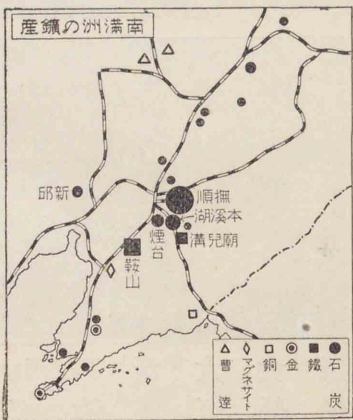 南滿洲の鑛産
新邱
撫順
本溪湖
煙台
廟兒溝
鞍山
石炭
鐵
金
銅
マグネサイト
曹達